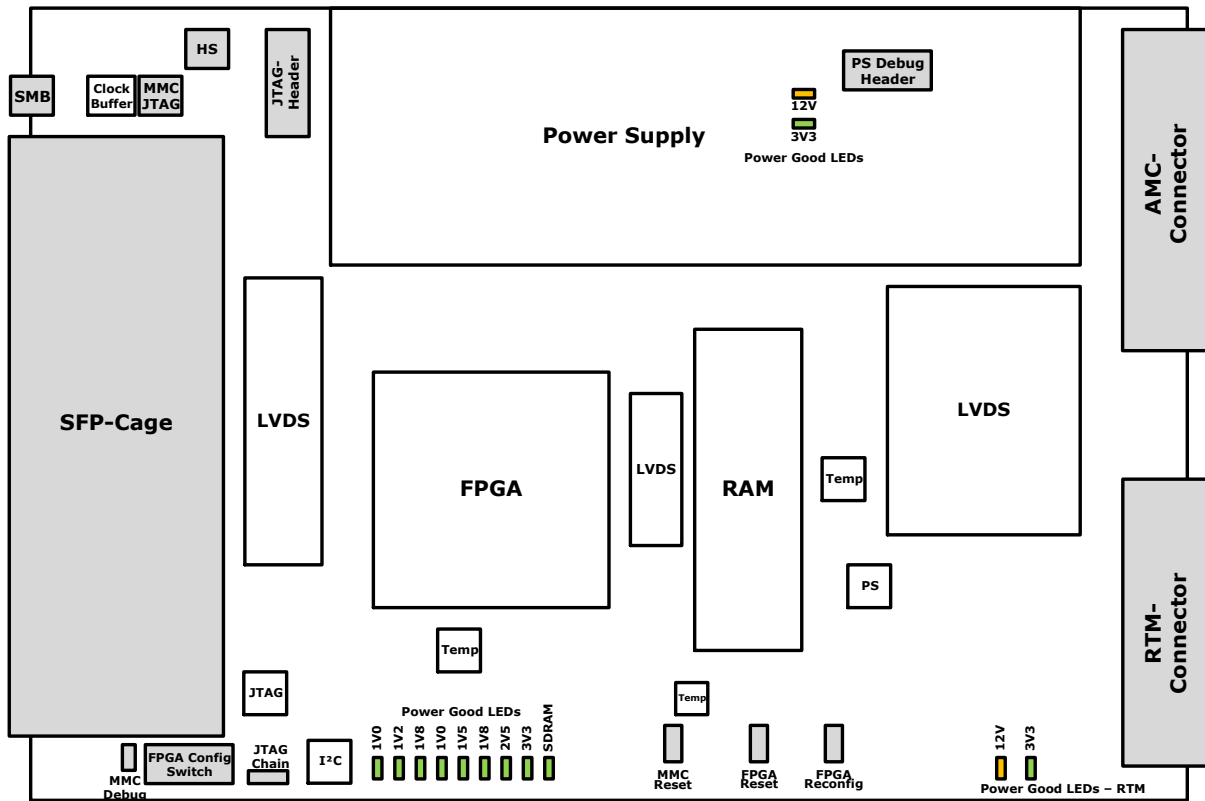 HS
JTAG-
Header
PS Debug
Header
SMB
Clock
Buffer
MMC
JTAG
12V
3V3
Power Good LEDs
Power Supply
AMC-
Connector
SFP-Cage
LVDS
FPGA
LVDS
RAM
Temp
LVDS
PS
RTM-
Connector
Temp
JTAG
Temp
Power Good LEDs
1V0
1V2
1V8
1V0
1V5
1V8
2V5
3V3
SDRAM
12V
3V3
MMC
Debug
FPGA Config
Switch
JTAG
Chain
I²C
MMC
Reset
FPGA
Reset
FPGA
Reconfig
Power Good LEDs – RTM